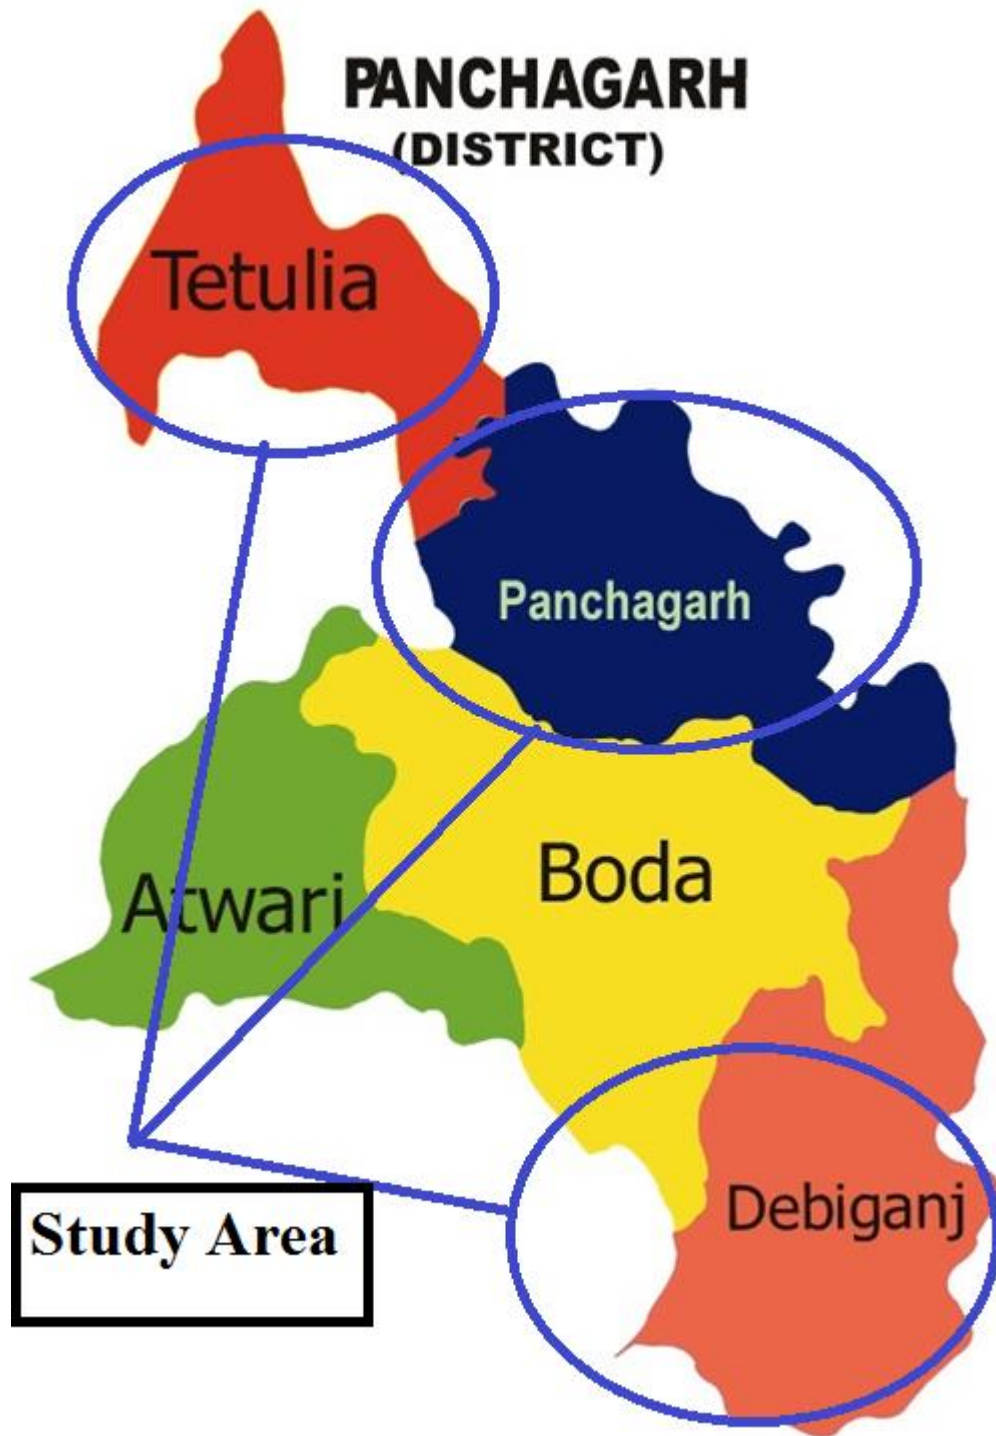 PANCHAGARH
(DISTRICT)
Tetulia
Panchagarh
Boda
Atwari
Debiganj
Study Area